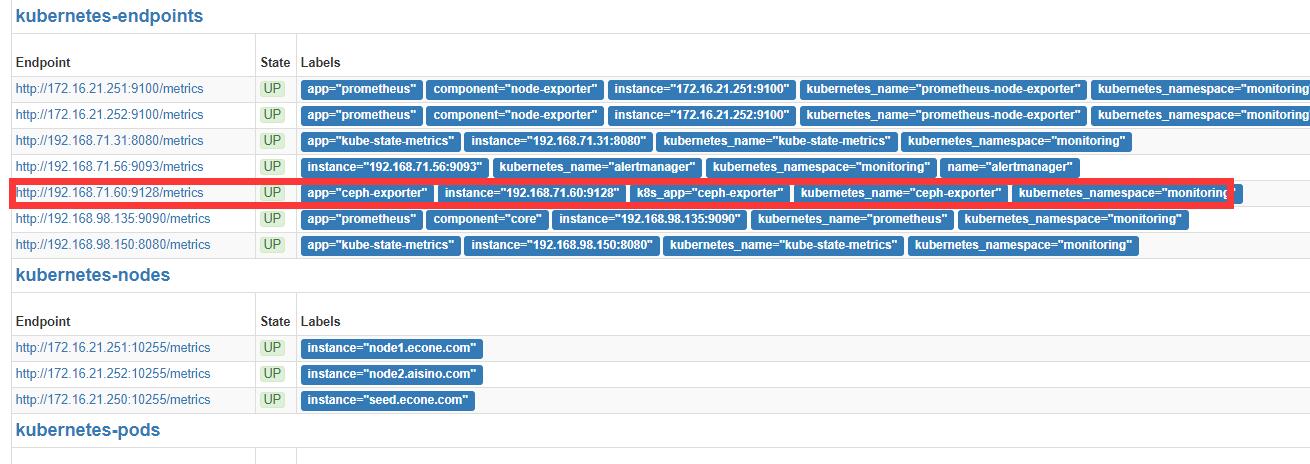 kubernetes-endpoints
Endpoint State Labels
http://172.16.21.251:9100/metrics UP app="prometheus" component="node-exporter" instance="172.16.21.251:9100" kubernetes_name="prometheus-node-exporter" kubernetes_namespace="monitoring
http://172.16.21.252:9100/metrics UP app="prometheus" component="node-exporter" instance="172.16.21.252:9100" kubernetes_name="prometheus-node-exporter" kubernetes_namespace="monitoring
http://192.168.71.31:8080/metrics UP app="kube-state-metrics" instance="192.168.71.31:8080" kubernetes_name="kube-state-metrics" kubernetes_namespace="monitoring"
http://192.168.71.56:9093/metrics UP instance="192.168.71.56:9093" kubernetes_name="alertmanager" kubernetes_namespace="monitoring" name="alertmanager"
http://192.168.71.60:9128/metrics UP app="ceph-exporter" instance="192.168.71.60:9128" k8s_app="ceph-exporter" kubernetes_name="ceph-exporter" kubernetes_namespace="monitoring
http://192.168.98.135:9090/metrics UP app="prometheus" component="core" instance="192.168.98.135:9090" kubernetes_name="prometheus" kubernetes_namespace="monitoring"
http://192.168.98.150:8080/metrics UP app="kube-state-metrics" instance="192.168.98.150:8080" kubernetes_name="kube-state-metrics" kubernetes_namespace="monitoring"
kubernetes-nodes
Endpoint State Labels
http://172.16.21.251:10255/metrics UP instance="node1.econe.com"
http://172.16.21.252:10255/metrics UP instance="node2.aisino.com"
http://172.16.21.250:10255/metrics UP instance="seed.econe.com"
kubernetes-pods